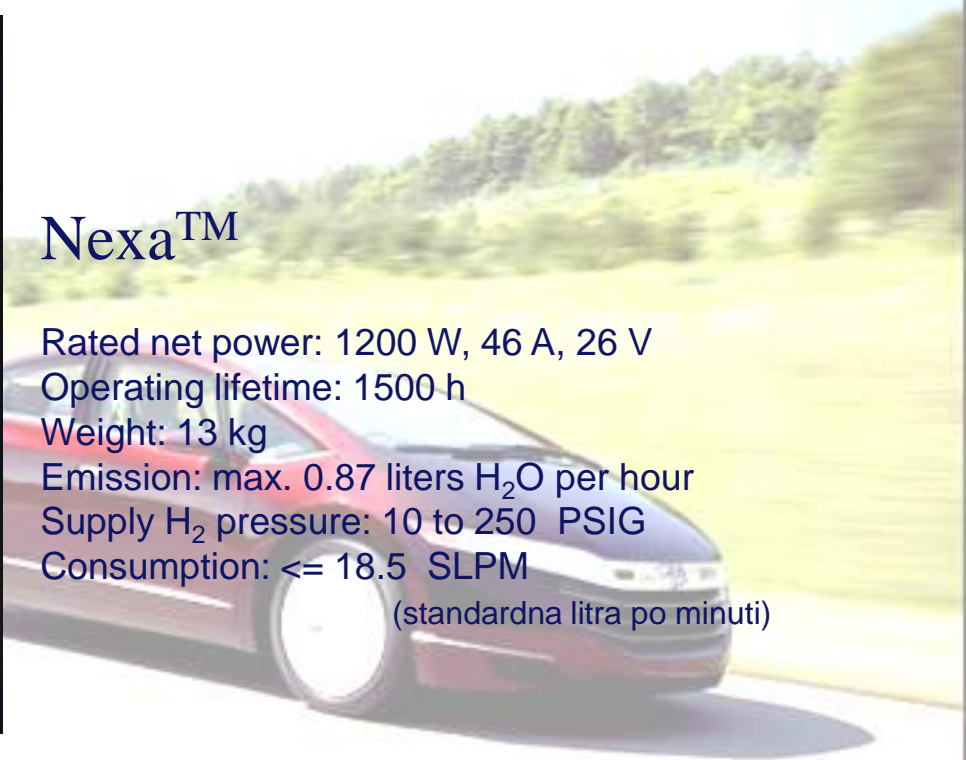 Nexa™
Rated net power: 1200 W, 46 A, 26 V
Operating lifetime: 1500 h
Weight: 13 kg
Emission: max. 0.87 liters H₂O per hour
Supply H₂ pressure: 10 to 250 PSIG
Consumption: <= 18.5 SLPM
(standardna litra po minuti)